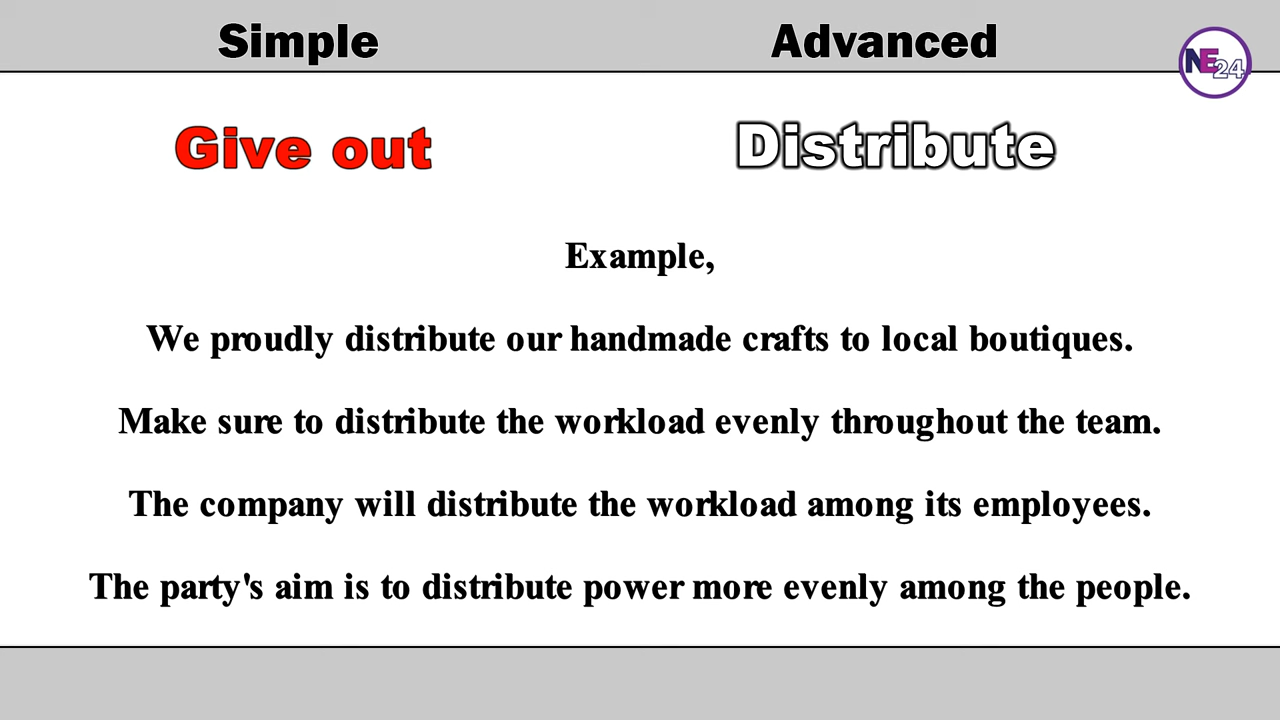 Simple Advanced
NE24
Give out Distribute
Example,
We proudly distribute our handmade crafts to local boutiques.
Make sure to distribute the workload evenly throughout the team.
The company will distribute the workload among its employees.
The party's aim is to distribute power more evenly among the people.